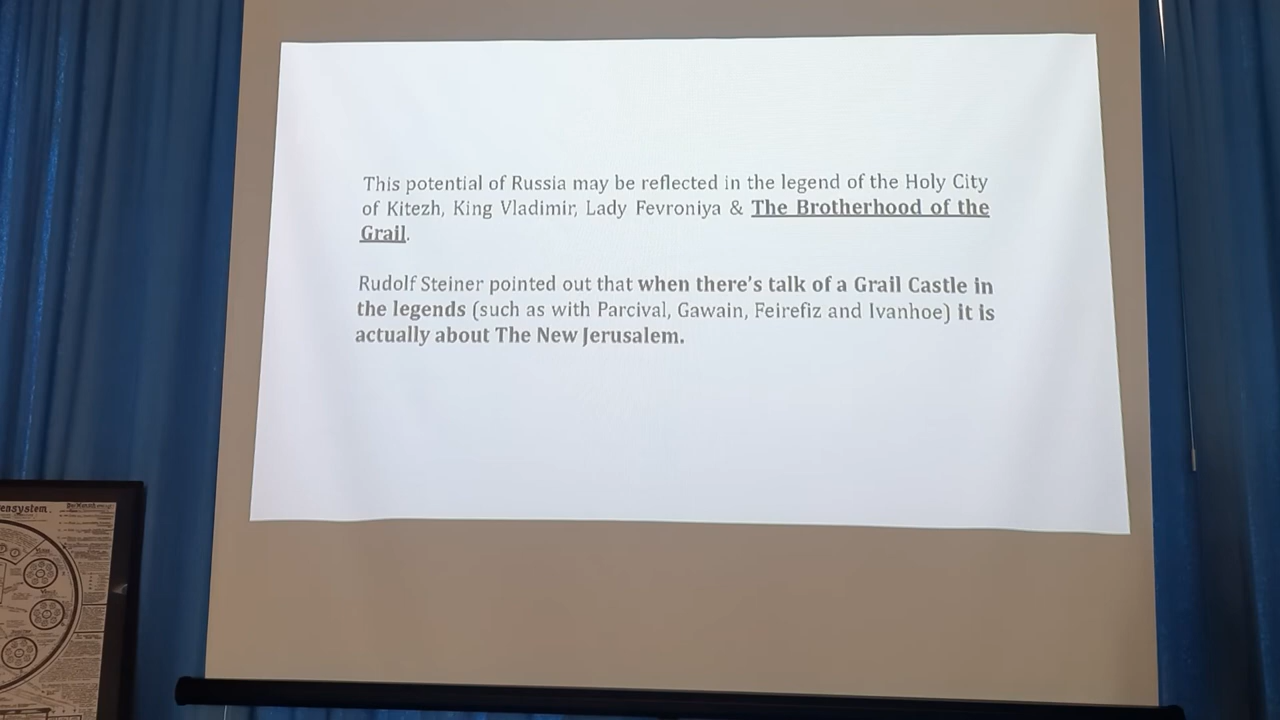 This potential of Russia may be reflected in the legend of the Holy City
of Kitezh, King Vladimir, Lady Fevroniya & The Brotherhood of the
Grail.
Rudolf Steiner pointed out that when there's talk of a Grail Castle in
the legends (such as with Parcival, Gawain, Feirefiz and Ivanhoe) it is
actually about The New Jerusalem.
ensystem.